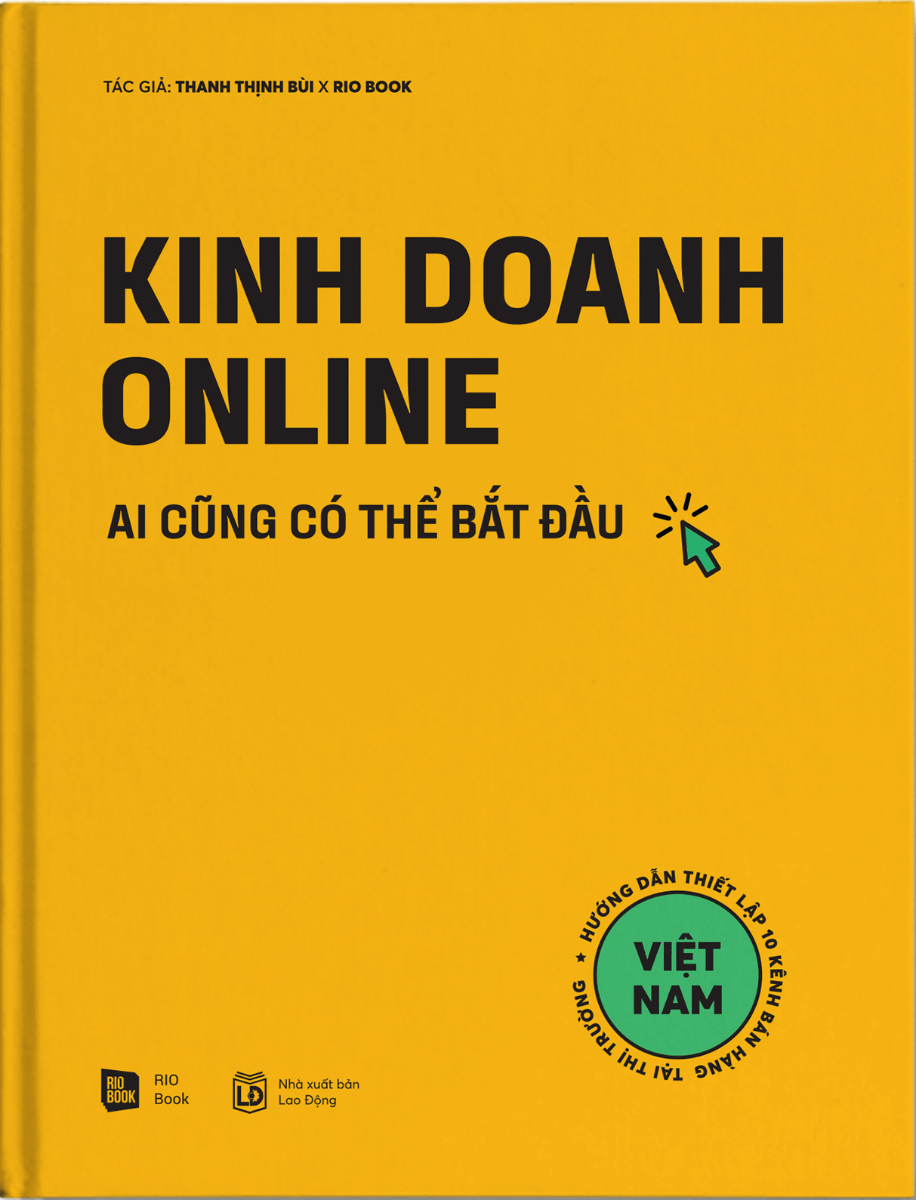 TÁC GIẢ: THANH THỊNH BÙI X RIO BOOK
KINH DOANH
ONLINE
AI CŨNG CÓ THỂ BẮT ĐẦU
HƯỚNG DẪN THIẾT LẬP 10 KÊNH BÁN HÀNG TẠI THỊ TRƯỜNG
VIỆT
NAM
RIO
BOOK
RIO
Book
LĐ
Nhà xuất bản
Lao Động